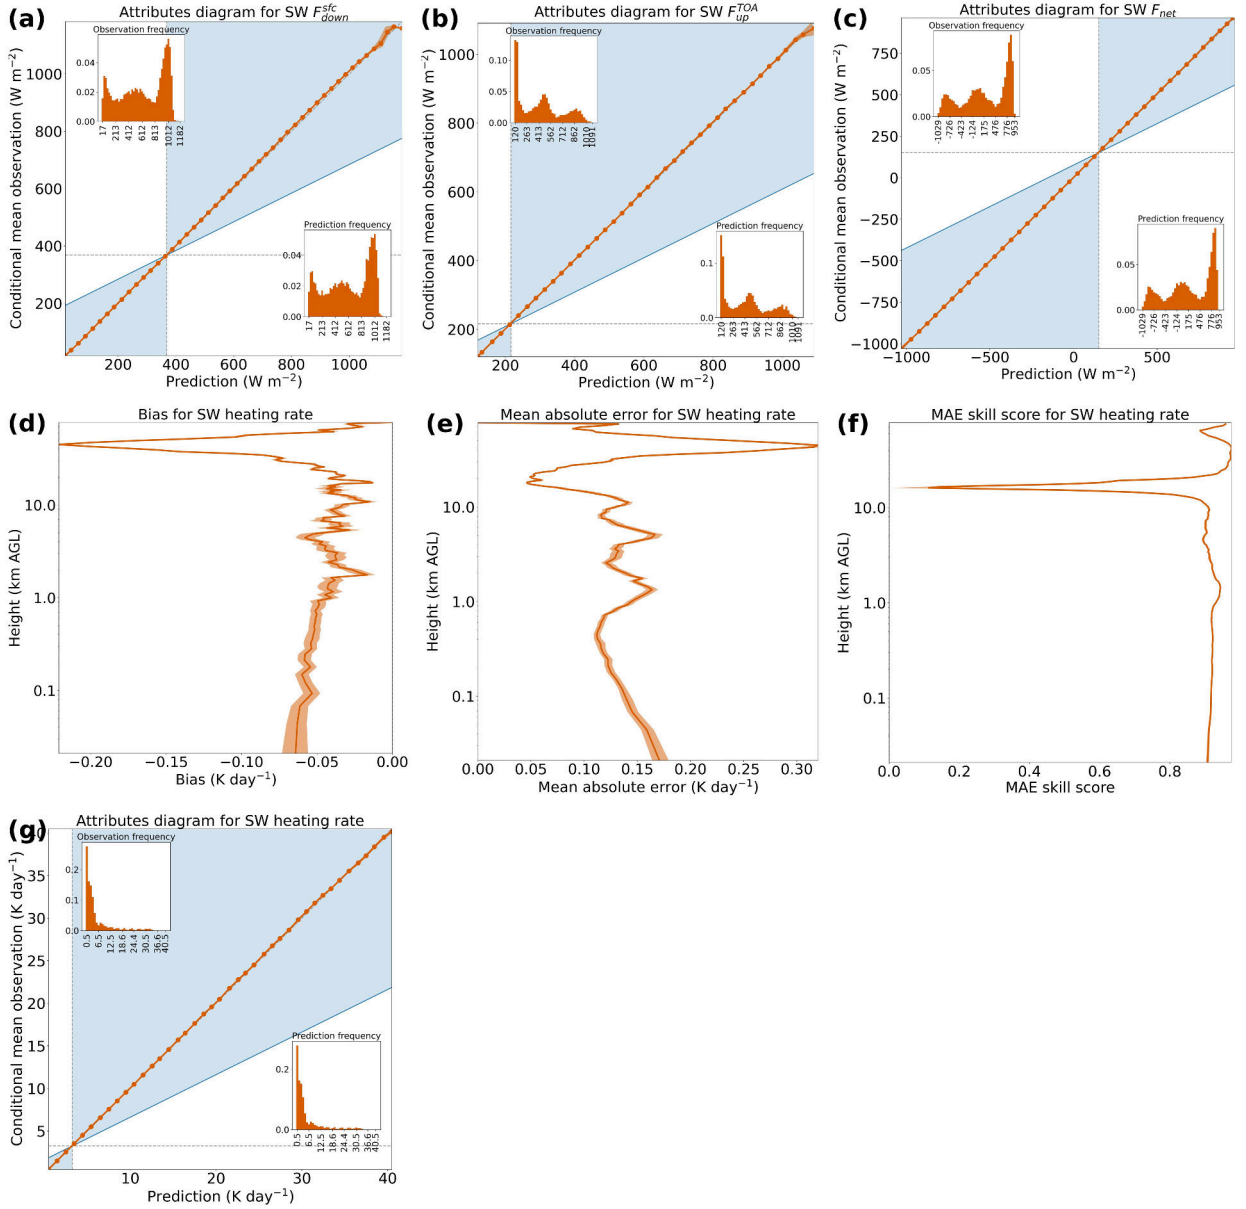 (a)
Attributes diagram for SW F^sfc_down
Conditional mean observation (W m⁻²)
1000
800
600
400
200
200 400 600 800 1000
Prediction (W m⁻²)
Observation frequency
0.04
0.02
0.00
17 213 412 612 813 1012 1182
Prediction frequency
0.04
0.02
0.00
17 213 412 612 813 1012 1182
(b)
Attributes diagram for SW F^TOA_up
Conditional mean observation (W m⁻²)
1000
800
600
400
200
200 400 600 800 1000
Prediction (W m⁻²)
Observation frequency
0.10
0.05
0.00
120 263 413 562 712 862 1010 1091
Prediction frequency
0.1
0.0
120 263 413 562 712 862 1010 1091
(c)
Attributes diagram for SW F_net
Conditional mean observation (W m⁻²)
750
500
250
0
−250
−500
−750
−1000
−1000 −500 0 500
Prediction (W m⁻²)
Observation frequency
0.05
0.00
-1029 -726 -423 -124 175 476 776 953
Prediction frequency
0.05
0.00
-1029 -726 -423 -124 175 476 776 953
(d)
Bias for SW heating rate
Height (km AGL)
10.0
1.0
0.1
−0.20 −0.15 −0.10 −0.05 0.00
Bias (K day⁻¹)
(e)
Mean absolute error for SW heating rate
Height (km AGL)
10.0
1.0
0.1
0.00 0.05 0.10 0.15 0.20 0.25 0.30
Mean absolute error (K day⁻¹)
(f)
MAE skill score for SW heating rate
Height (km AGL)
10.0
1.0
0.1
0.0 0.2 0.4 0.6 0.8
MAE skill score
(g)
Attributes diagram for SW heating rate
Conditional mean observation (K day⁻¹)
40
35
30
25
20
15
10
5
10 20 30 40
Prediction (K day⁻¹)
Observation frequency
0.2
0.1
0.0
0.5 6.5 12.5 18.6 24.4 30.5 36.6 40.5
Prediction frequency
0.2
0.0
0.5 6.5 12.5 18.6 24.4 30.5 36.6 40.5